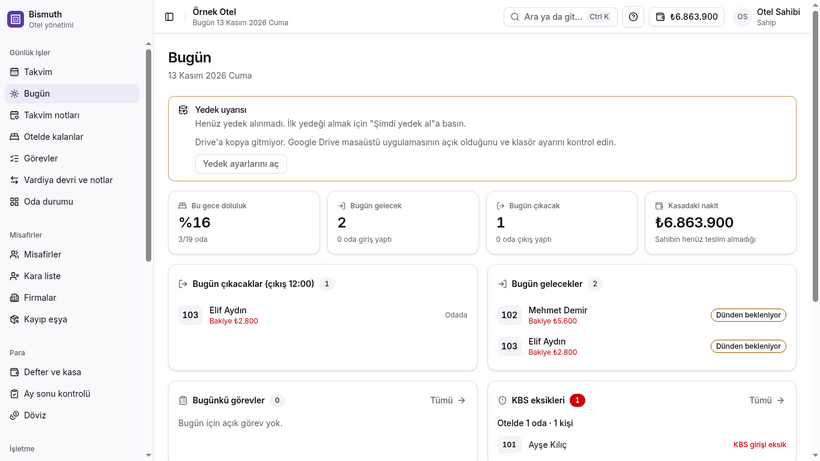 Bismuth
Otel yönetimi
Günlük işler
Takvim
Bugün
Takvim notları
Otelde kalanlar
Görevler
Vardiya devri ve notlar
Oda durumu
Misafirler
Misafirler
Kara liste
Firmalar
Kayıp eşya
Para
Defter ve kasa
Ay sonu kontrolü
Döviz
İşletme
Örnek Otel
Bugün 13 Kasım 2026 Cuma
Ara ya da git... Ctrl K
₺6.863.900
OS
Otel Sahibi
Sahip
Bugün
13 Kasım 2026 Cuma
Yedek uyarısı
Henüz yedek alınmadı. İlk yedeği almak için "Şimdi yedek al"a basın.
Drive'a kopya gitmiyor. Google Drive masaüstü uygulamasının açık olduğunu ve klasör ayarını kontrol edin.
Yedek ayarlarını aç
Bu gece doluluk
%16
3/19 oda
Bugün gelecek
2
0 oda giriş yaptı
Bugün çıkacak
1
0 oda çıkış yaptı
Kasadaki nakit
₺6.863.900
Sahibin henüz teslim almadığı
Bugün çıkacaklar (çıkış 12:00) 1
103 Elif Aydın Odada
Bakiye ₺2.800
Bugün gelecekler 2
102 Mehmet Demir Dünden bekleniyor
Bakiye ₺5.600
103 Elif Aydın Dünden bekleniyor
Bakiye ₺2.800
Bugünkü görevler 0 Tümü
Bugün için açık görev yok.
KBS eksikleri 1 Tümü
Otelde 1 oda · 1 kişi
101 Ayşe Kılıç KBS girişi eksik